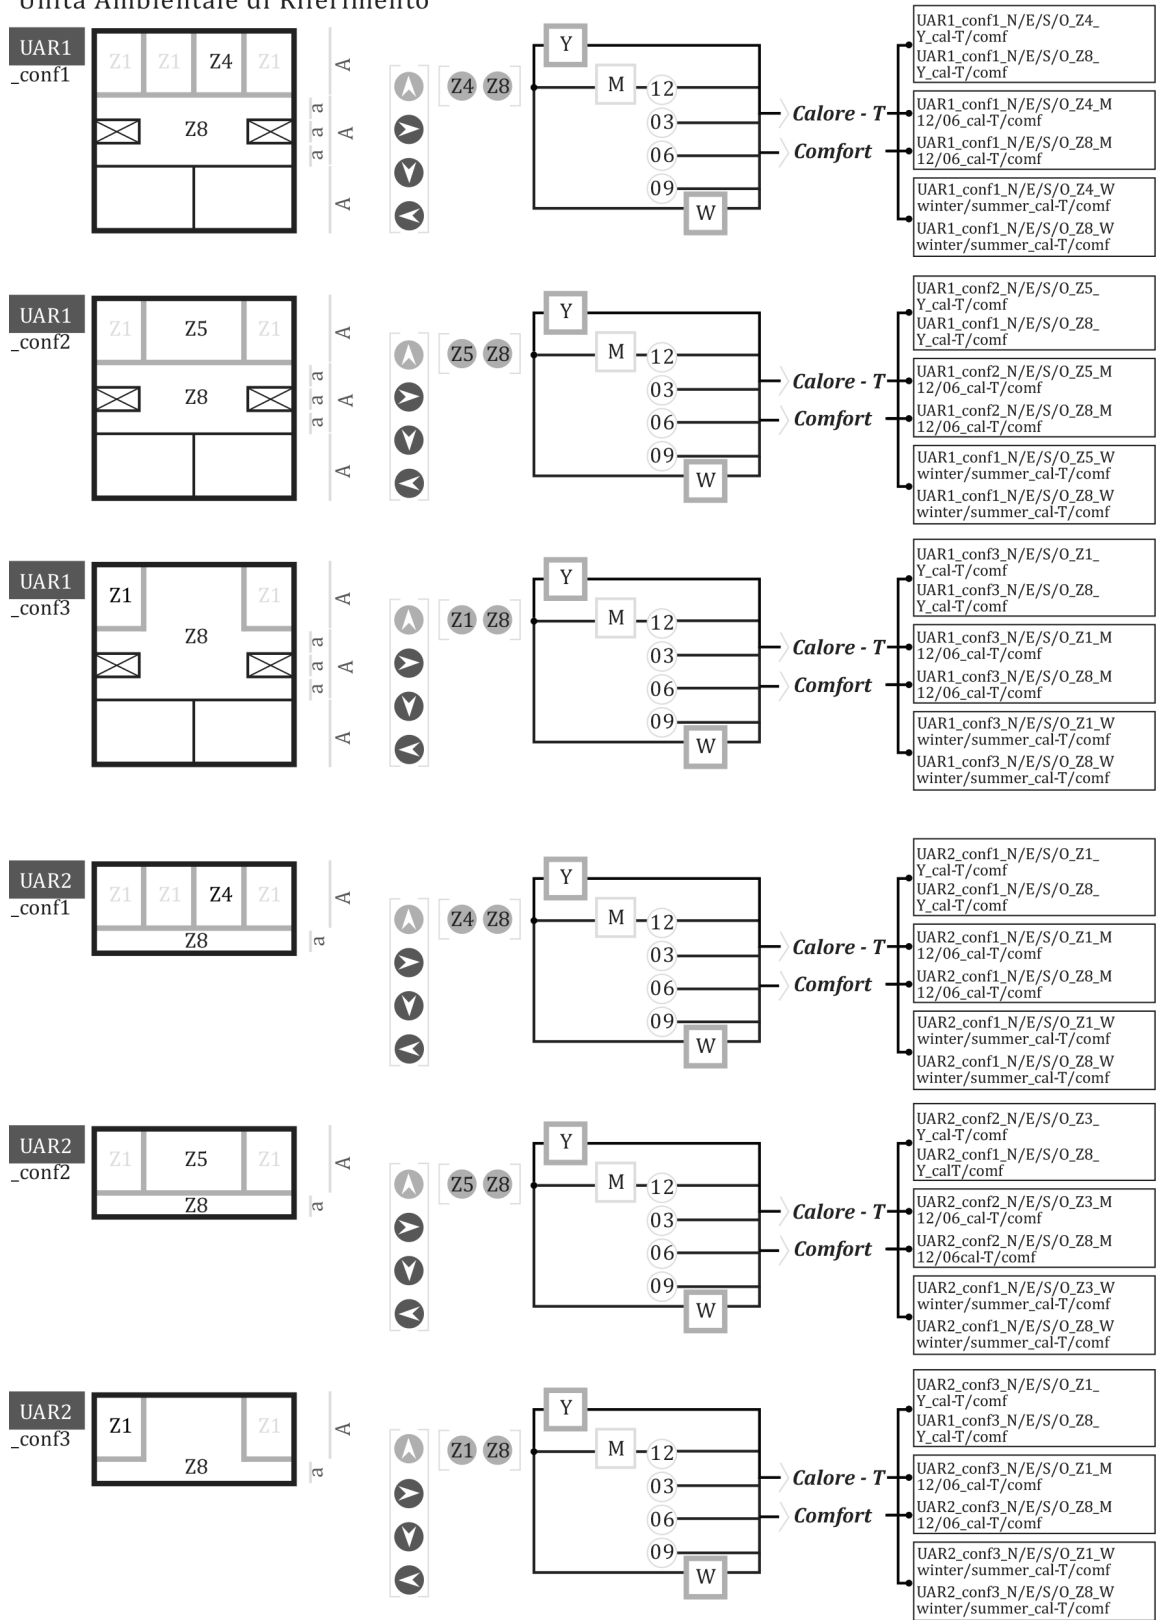 Unità Ambientale di Riferimento
UAR1
_conf1
Z1 Z1 Z4 Z1
Z8
A
a
a A
a
A
Z4 Z8
Y
M 12
03
06
09
W
Calore - T
Comfort
UAR1_conf1_N/E/S/O_Z4_
Y_cal-T/comf
UAR1_conf1_N/E/S/O_Z8_
Y_cal-T/comf
UAR1_conf1_N/E/S/O_Z4_M
12/06_cal-T/comf
UAR1_conf1_N/E/S/O_Z8_M
12/06_cal-T/comf
UAR1_conf1_N/E/S/O_Z4_W
winter/summer_cal-T/comf
UAR1_conf1_N/E/S/O_Z8_W
winter/summer_cal-T/comf
UAR1
_conf2
Z1 Z5 Z1
Z8
A
a
a A
a
A
Z5 Z8
Y
M 12
03
06
09
W
Calore - T
Comfort
UAR1_conf2_N/E/S/O_Z5_
Y_cal-T/comf
UAR1_conf1_N/E/S/O_Z8_
Y_cal-T/comf
UAR1_conf2_N/E/S/O_Z5_M
12/06_cal-T/comf
UAR1_conf2_N/E/S/O_Z8_M
12/06_cal-T/comf
UAR1_conf1_N/E/S/O_Z5_W
winter/summer_cal-T/comf
UAR1_conf1_N/E/S/O_Z8_W
winter/summer_cal-T/comf
UAR1
_conf3
Z1 Z1
Z8
A
a
a A
a
A
Z1 Z8
Y
M 12
03
06
09
W
Calore - T
Comfort
UAR1_conf3_N/E/S/O_Z1_
Y_cal-T/comf
UAR1_conf3_N/E/S/O_Z8_
Y_cal-T/comf
UAR1_conf3_N/E/S/O_Z1_M
12/06_cal-T/comf
UAR1_conf3_N/E/S/O_Z8_M
12/06_cal-T/comf
UAR1_conf3_N/E/S/O_Z1_W
winter/summer_cal-T/comf
UAR1_conf3_N/E/S/O_Z8_W
winter/summer_cal-T/comf
UAR2
_conf1
Z1 Z1 Z4 Z1
Z8
A
a
Z4 Z8
Y
M 12
03
06
09
W
Calore - T
Comfort
UAR2_conf1_N/E/S/O_Z1_
Y_cal-T/comf
UAR2_conf1_N/E/S/O_Z8_
Y_cal-T/comf
UAR2_conf1_N/E/S/O_Z1_M
12/06_cal-T/comf
UAR2_conf1_N/E/S/O_Z8_M
12/06_cal-T/comf
UAR2_conf1_N/E/S/O_Z1_W
winter/summer_cal-T/comf
UAR2_conf1_N/E/S/O_Z8_W
winter/summer_cal-T/comf
UAR2
_conf2
Z1 Z5 Z1
Z8
A
a
Z5 Z8
Y
M 12
03
06
09
W
Calore - T
Comfort
UAR2_conf2_N/E/S/O_Z3_
Y_cal-T/comf
UAR2_conf1_N/E/S/O_Z8_
Y_calT/comf
UAR2_conf2_N/E/S/O_Z3_M
12/06_cal-T/comf
UAR2_conf2_N/E/S/O_Z8_M
12/06cal-T/comf
UAR2_conf1_N/E/S/O_Z3_W
winter/summer_cal-T/comf
UAR2_conf1_N/E/S/O_Z8_W
winter/summer_cal-T/comf
UAR2
_conf3
Z1 Z1
Z8
A
a
Z1 Z8
Y
M 12
03
06
09
W
Calore - T
Comfort
UAR2_conf3_N/E/S/O_Z1_
Y_cal-T/comf
UAR1_conf3_N/E/S/O_Z8_
Y_cal-T/comf
UAR2_conf3_N/E/S/O_Z1_M
12/06_cal-T/comf
UAR2_conf3_N/E/S/O_Z8_M
12/06_cal-T/comf
UAR2_conf3_N/E/S/O_Z1_W
winter/summer_cal-T/comf
UAR2_conf3_N/E/S/O_Z8_W
winter/summer_cal-T/comf